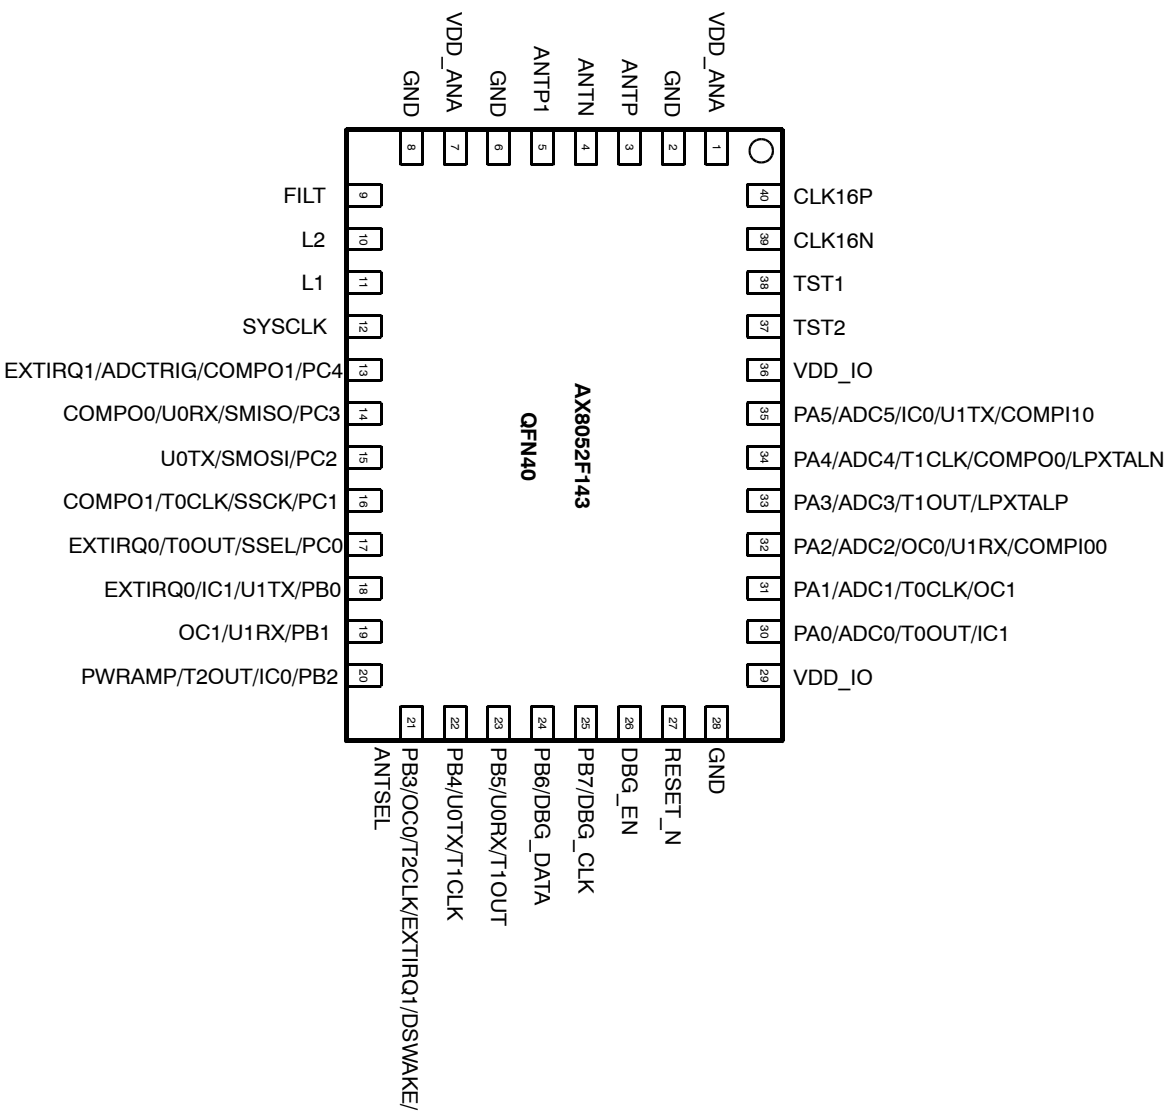 GND
VDD_ANA
GND
ANTP1
ANTN
ANTP
GND
VDD_ANA
8
7
6
5
4
3
2
1
FILT
9
L2
10
L1
11
SYSCLK
12
EXTIRQ1/ADCTRIG/COMPO1/PC4
13
COMPO0/U0RX/SMISO/PC3
14
U0TX/SMOSI/PC2
15
COMPO1/T0CLK/SSCK/PC1
16
EXTIRQ0/T0OUT/SSEL/PC0
17
EXTIRQ0/IC1/U1TX/PB0
18
OC1/U1RX/PB1
19
PWRAMP/T2OUT/IC0/PB2
20
AX8052F143
QFN40
40
CLK16P
39
CLK16N
38
TST1
37
TST2
36
VDD_IO
35
PA5/ADC5/IC0/U1TX/COMPI10
34
PA4/ADC4/T1CLK/COMPO0/LPXTALN
33
PA3/ADC3/T1OUT/LPXTALP
32
PA2/ADC2/OC0/U1RX/COMPI00
31
PA1/ADC1/T0CLK/OC1
30
PA0/ADC0/T0OUT/IC1
29
VDD_IO
21
22
23
24
25
26
27
28
PB3/OC0/T2CLK/EXTIRQ1/DSWAKE/
ANTSEL
PB4/U0TX/T1CLK
PB5/U0RX/T1OUT
PB6/DBG_DATA
PB7/DBG_CLK
DBG_EN
RESET_N
GND